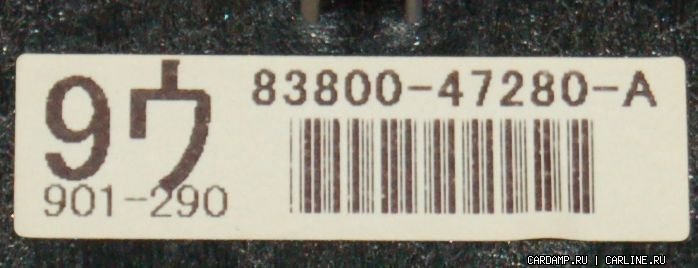 9ウ 83800-47280-A
901-290
CARDAMP.RU | CARLINE.RU